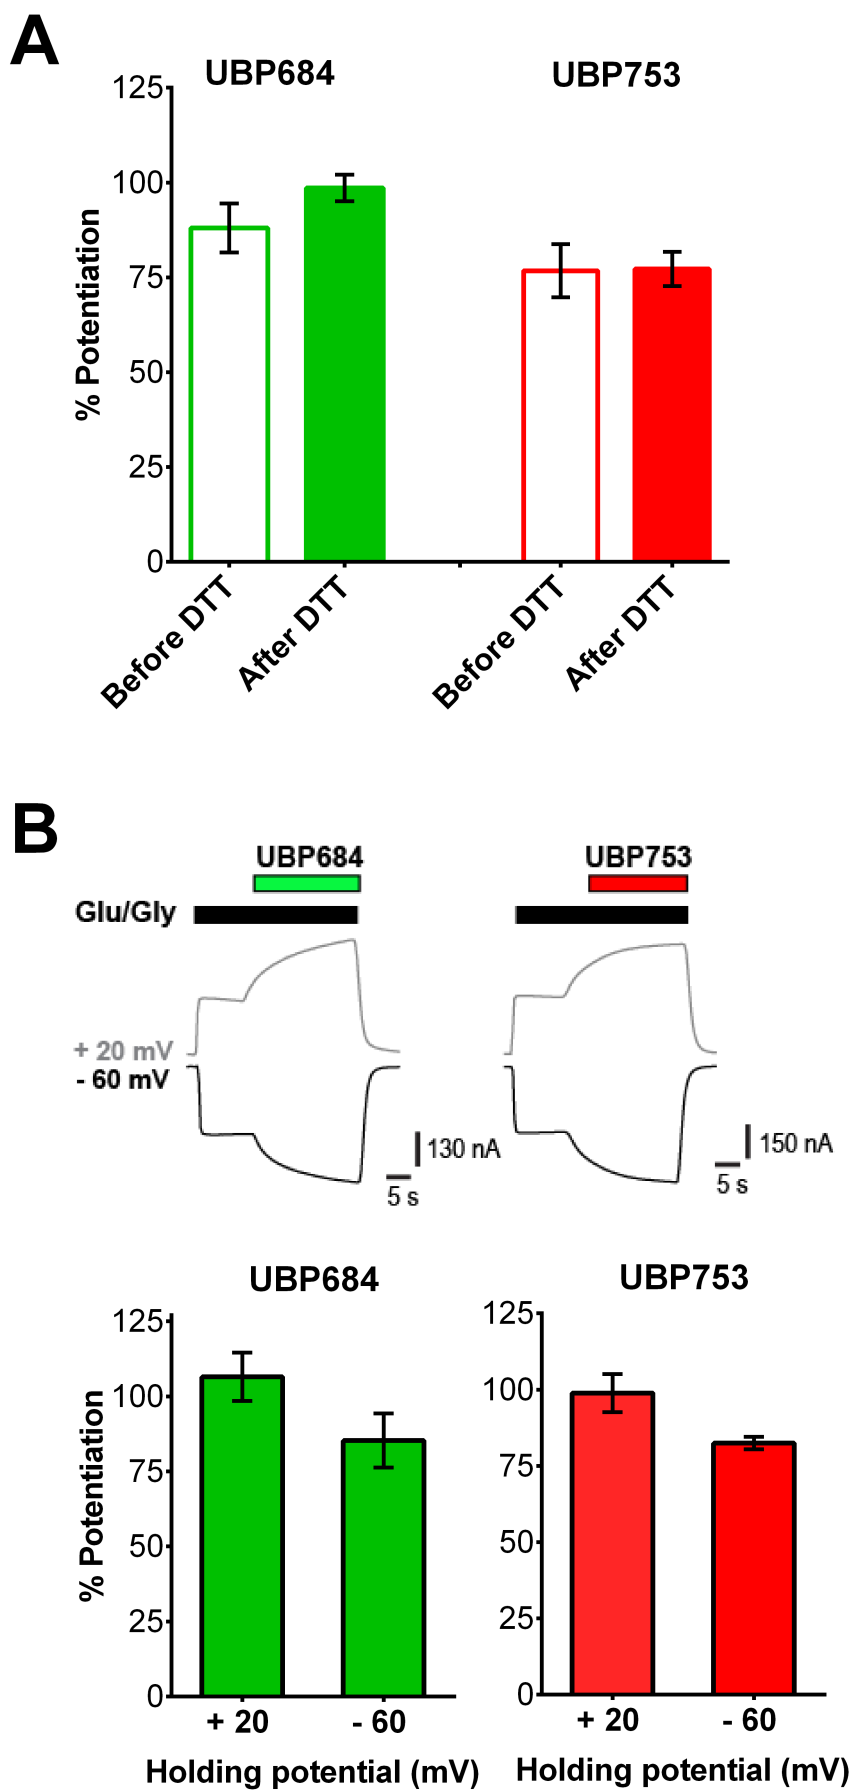 A
UBP684 UBP753
% Potentiation
125
100
75
50
25
0
Before DTT
After DTT
Before DTT
After DTT
B
UBP684 UBP753
Glu/Gly
+ 20 mV
- 60 mV
130 nA
5 s
150 nA
5 s
UBP684
% Potentiation
125
100
75
50
25
0
+ 20 - 60
Holding potential (mV)
UBP753
125
100
75
50
25
0
+ 20 - 60
Holding potential (mV)